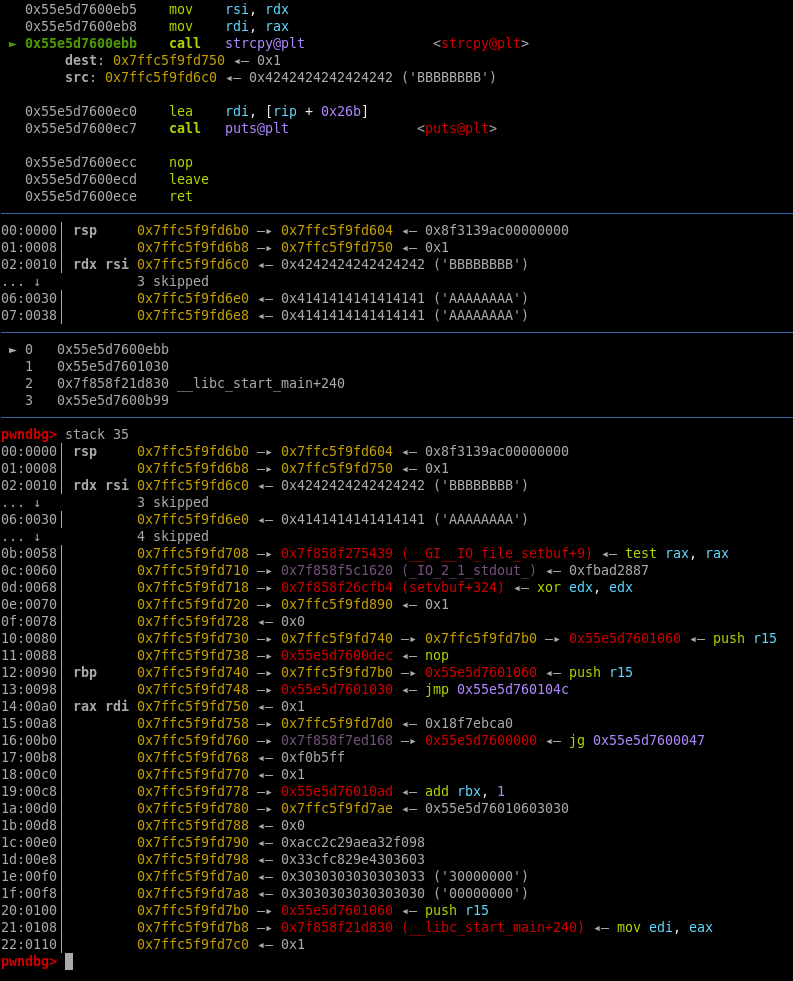 0x55e5d7600eb5    mov    rsi, rdx
0x55e5d7600eb8    mov    rdi, rax
► 0x55e5d7600ebb    call   strcpy@plt                <strcpy@plt>
dest: 0x7ffc5f9fd750 ◂— 0x1
src: 0x7ffc5f9fd6c0 ◂— 0x4242424242424242 ('BBBBBBBB')
0x55e5d7600ec0    lea    rdi, [rip + 0x26b]
0x55e5d7600ec7    call   puts@plt                <puts@plt>
0x55e5d7600ecc    nop
0x55e5d7600ecd    leave
0x55e5d7600ece    ret
00:0000│ rsp     0x7ffc5f9fd6b0 —▸ 0x7ffc5f9fd604 ◂— 0x8f3139ac00000000
01:0008│         0x7ffc5f9fd6b8 —▸ 0x7ffc5f9fd750 ◂— 0x1
02:0010│ rdx rsi 0x7ffc5f9fd6c0 ◂— 0x4242424242424242 ('BBBBBBBB')
... ↓            3 skipped
06:0030│         0x7ffc5f9fd6e0 ◂— 0x4141414141414141 ('AAAAAAAA')
07:0038│         0x7ffc5f9fd6e8 ◂— 0x4141414141414141 ('AAAAAAAA')
► 0   0x55e5d7600ebb
1   0x55e5d7601030
2   0x7f858f21d830 __libc_start_main+240
3   0x55e5d7600b99
pwndbg> stack 35
00:0000│ rsp     0x7ffc5f9fd6b0 —▸ 0x7ffc5f9fd604 ◂— 0x8f3139ac00000000
01:0008│         0x7ffc5f9fd6b8 —▸ 0x7ffc5f9fd750 ◂— 0x1
02:0010│ rdx rsi 0x7ffc5f9fd6c0 ◂— 0x4242424242424242 ('BBBBBBBB')
... ↓            3 skipped
06:0030│         0x7ffc5f9fd6e0 ◂— 0x4141414141414141 ('AAAAAAAA')
... ↓            4 skipped
0b:0058│         0x7ffc5f9fd708 —▸ 0x7f858f275439 (__GI__IO_file_setbuf+9) ◂— test rax, rax
0c:0060│         0x7ffc5f9fd710 —▸ 0x7f858f5c1620 (_IO_2_1_stdout_) ◂— 0xfbad2887
0d:0068│         0x7ffc5f9fd718 —▸ 0x7f858f26cfb4 (setvbuf+324) ◂— xor edx, edx
0e:0070│         0x7ffc5f9fd720 —▸ 0x7ffc5f9fd890 ◂— 0x1
0f:0078│         0x7ffc5f9fd728 ◂— 0x0
10:0080│         0x7ffc5f9fd730 —▸ 0x7ffc5f9fd740 —▸ 0x7ffc5f9fd7b0 —▸ 0x55e5d7601060 ◂— push r15
11:0088│         0x7ffc5f9fd738 —▸ 0x55e5d7600dec ◂— nop
12:0090│ rbp     0x7ffc5f9fd740 —▸ 0x7ffc5f9fd7b0 —▸ 0x55e5d7601060 ◂— push r15
13:0098│         0x7ffc5f9fd748 —▸ 0x55e5d7601030 ◂— jmp 0x55e5d760104c
14:00a0│ rax rdi 0x7ffc5f9fd750 ◂— 0x1
15:00a8│         0x7ffc5f9fd758 —▸ 0x7ffc5f9fd7d0 ◂— 0x18f7ebca0
16:00b0│         0x7ffc5f9fd760 —▸ 0x7f858f7ed168 —▸ 0x55e5d7600000 ◂— jg 0x55e5d7600047
17:00b8│         0x7ffc5f9fd768 ◂— 0xf0b5ff
18:00c0│         0x7ffc5f9fd770 ◂— 0x1
19:00c8│         0x7ffc5f9fd778 —▸ 0x55e5d76010ad ◂— add rbx, 1
1a:00d0│         0x7ffc5f9fd780 —▸ 0x7ffc5f9fd7ae ◂— 0x55e5d76010603030
1b:00d8│         0x7ffc5f9fd788 ◂— 0x0
1c:00e0│         0x7ffc5f9fd790 ◂— 0xacc2c29aea32f098
1d:00e8│         0x7ffc5f9fd798 ◂— 0x33cfc829e4303603
1e:00f0│         0x7ffc5f9fd7a0 ◂— 0x3030303030303033 ('30000000')
1f:00f8│         0x7ffc5f9fd7a8 ◂— 0x3030303030303030 ('00000000')
20:0100│         0x7ffc5f9fd7b0 —▸ 0x55e5d7601060 ◂— push r15
21:0108│         0x7ffc5f9fd7b8 —▸ 0x7f858f21d830 (__libc_start_main+240) ◂— mov edi, eax
22:0110│         0x7ffc5f9fd7c0 ◂— 0x1
pwndbg>